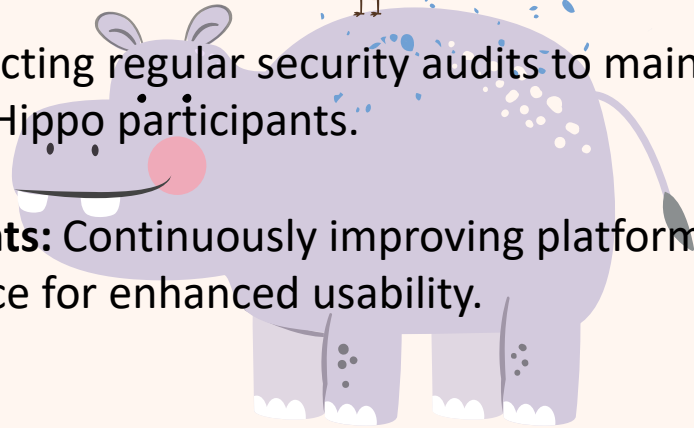 cting regular security audits to main
Hippo participants.
ts: Continuously improving platform
ce for enhanced usability.